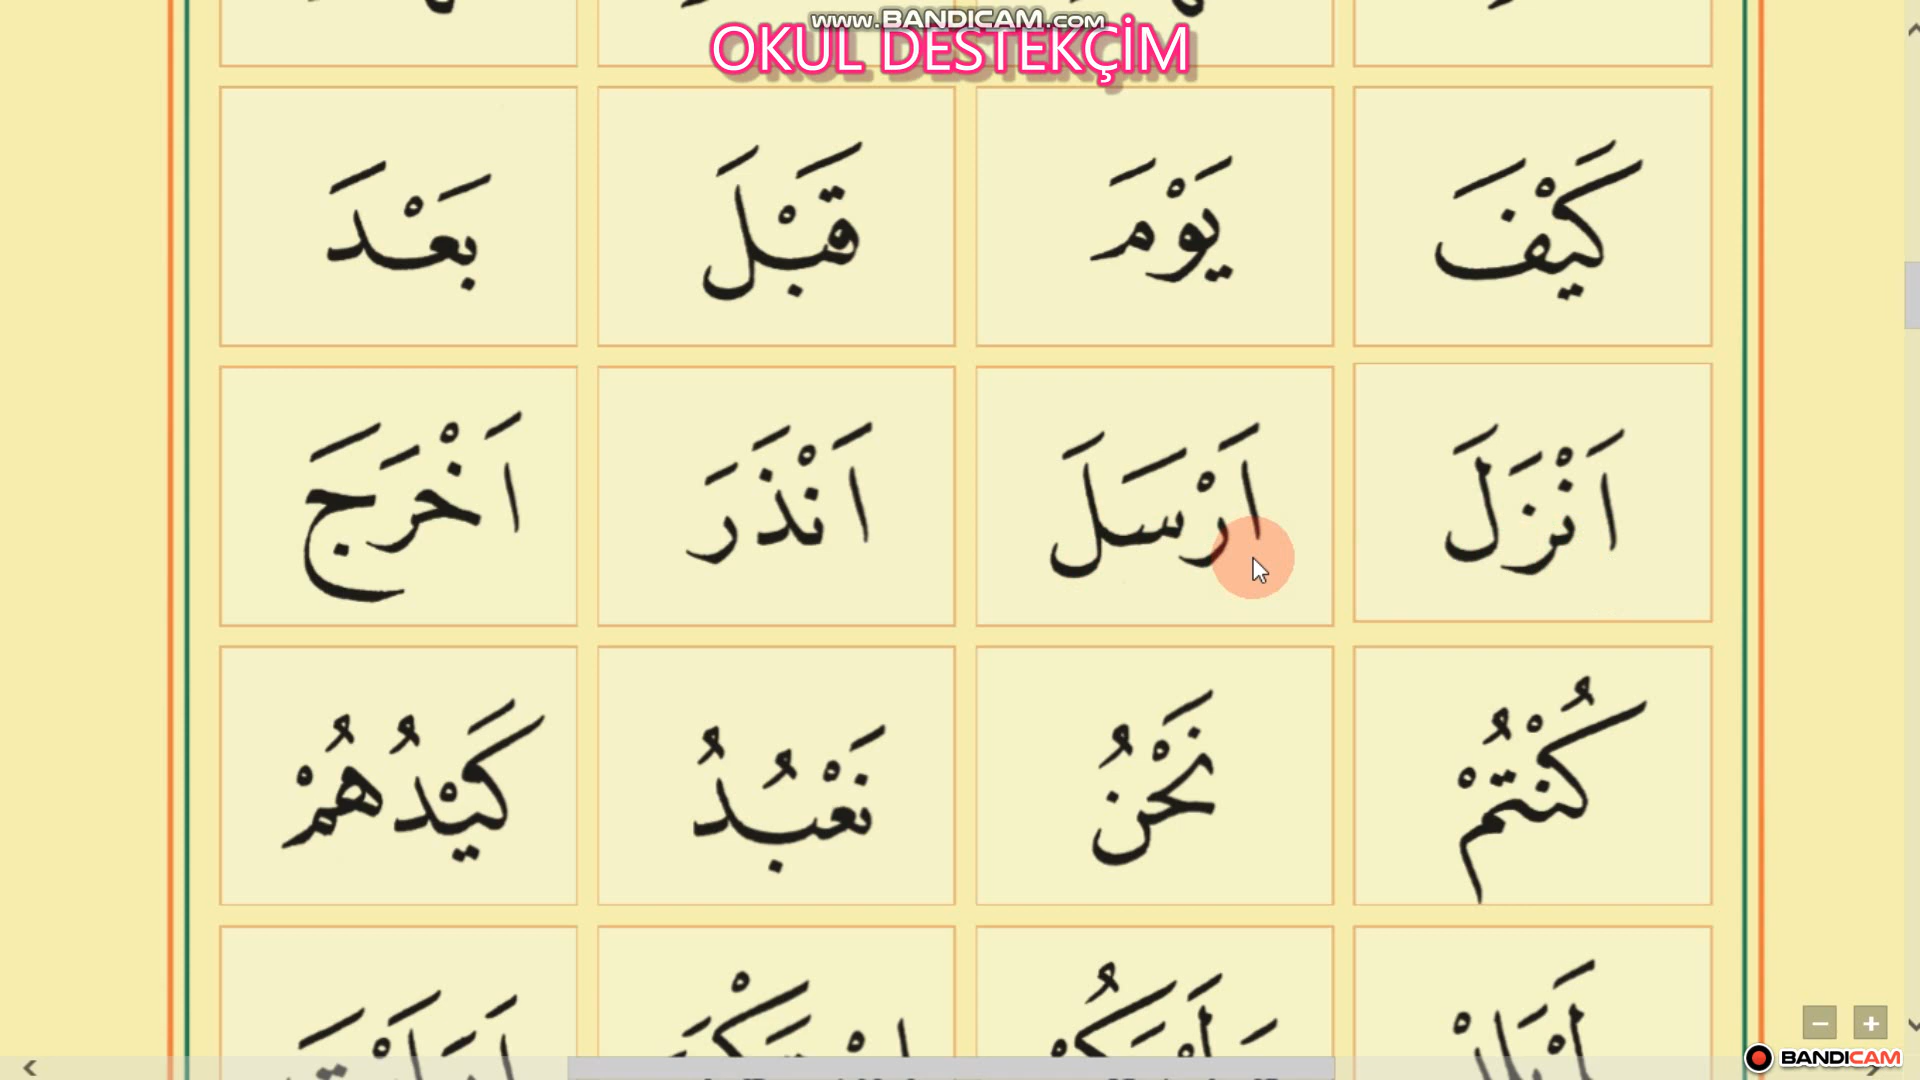 www.BANDICAM.com
OKUL DESTEKÇİM
كَيْفَ يَوْمَ قَبْلَ بَعْدَ
اَنْزَلَ اَرْسَلَ اَنْذَرَ اَخْرَجَ
كُنْتُمْ نَحْنُ نَعْبُدُ كَيْدُهُمْ
BANDICAM